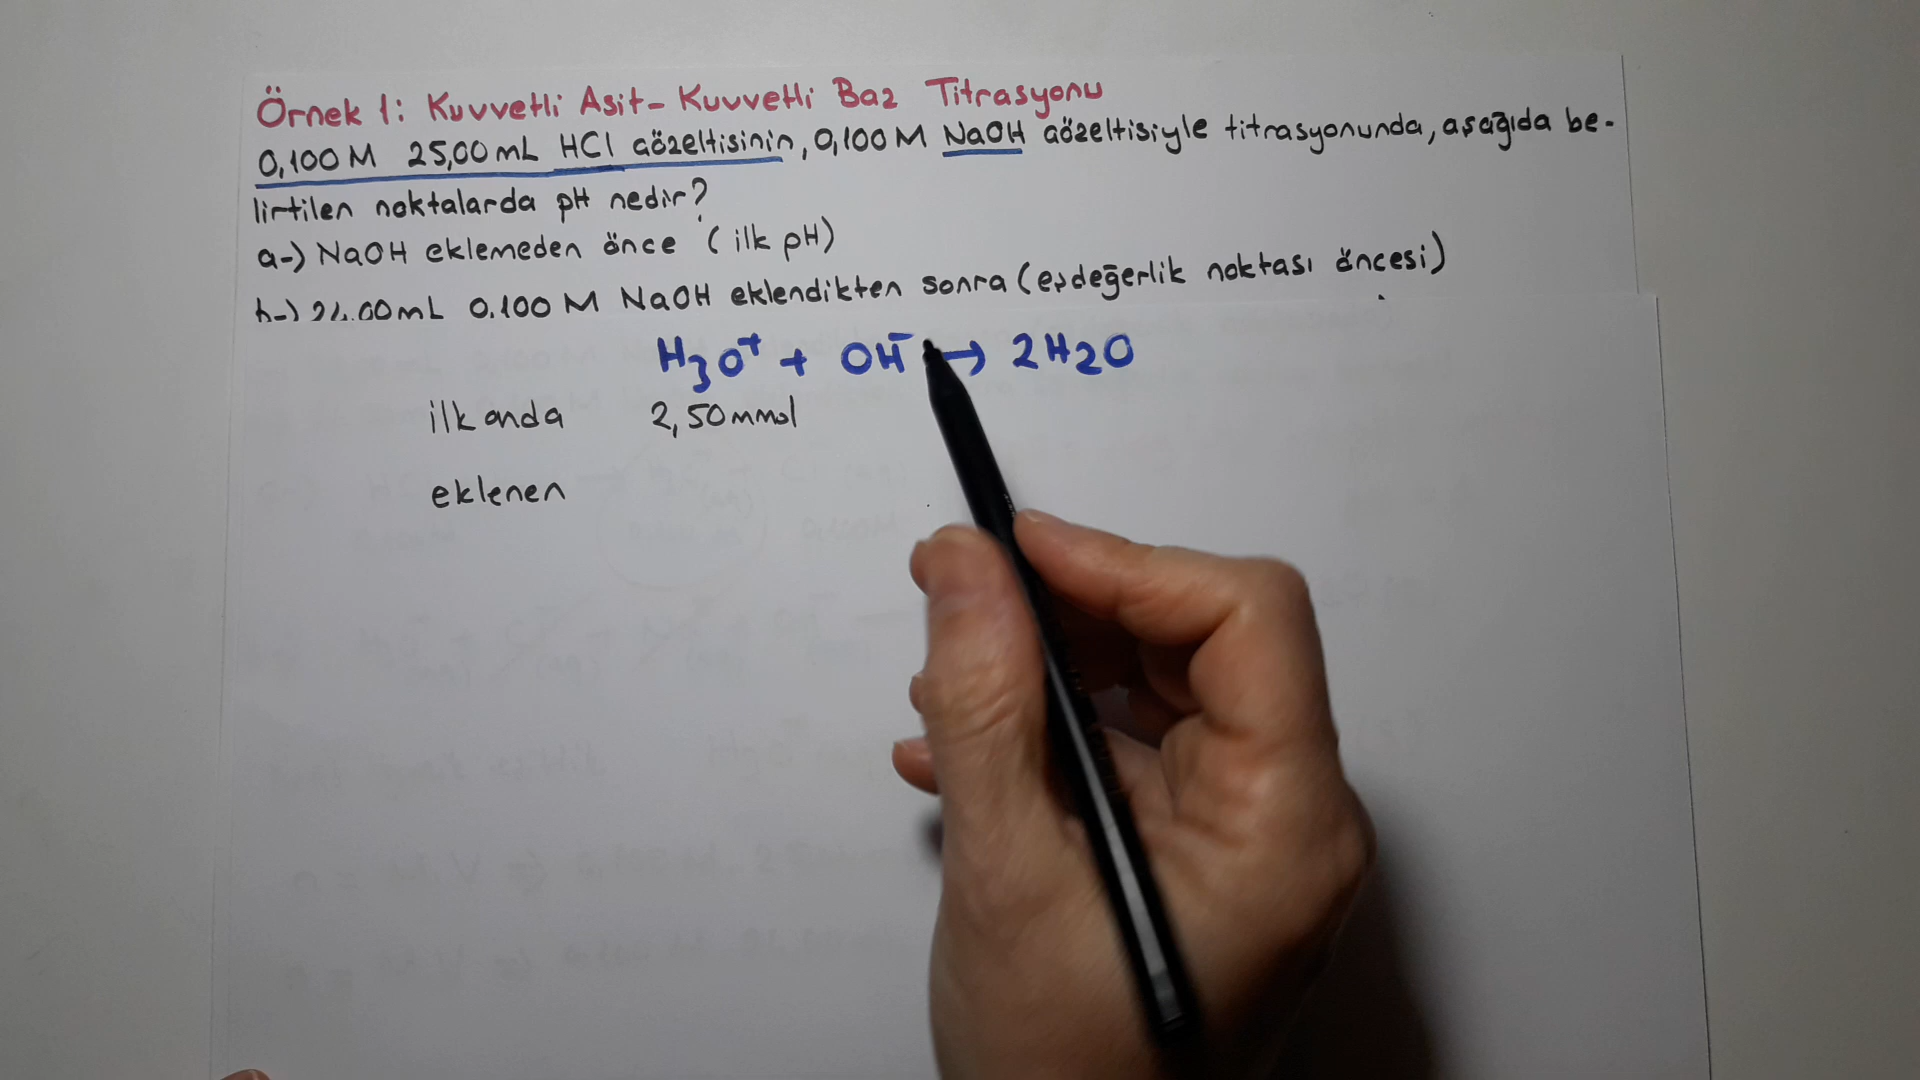 Örnek 1: Kuvvetli Asit-Kuvvetli Baz Titrasyonu
0,100 M 25,00 mL HCl çözeltisinin, 0,100 M NaOH çözeltisiyle titrasyonunda, aşağıda be-
lirtilen noktalarda pH nedir?
a-) NaOH eklemeden önce (ilk pH)
b-) 24.00 mL 0.100 M NaOH eklendikten sonra (eşdeğerlik noktası öncesi)
H3O+ + OH- → 2H2O
ilk anda 2,50 mmol
eklenen